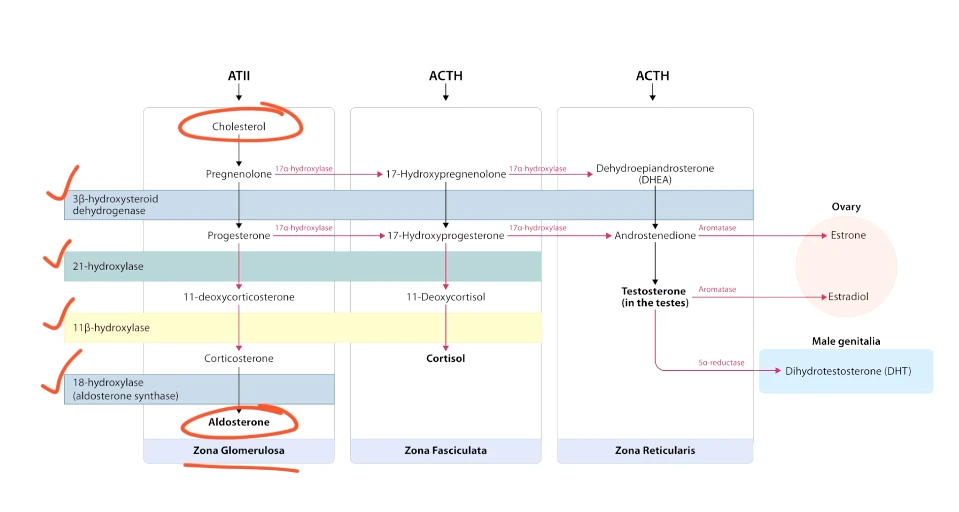 ATII
ACTH
ACTH
Cholesterol
Pregnenolone
17α-hydroxylase
17-Hydroxypregnenolone
17α-hydroxylase
Dehydroepiandrosterone
(DHEA)
3β-hydroxysteroid
dehydrogenase
Ovary
Progesterone
17α-hydroxylase
17-Hydroxyprogesterone
17α-hydroxylase
Androstenedione
Aromatase
Estrone
21-hydroxylase
11-deoxycorticosterone
11-Deoxycortisol
Testosterone
(in the testes)
Aromatase
Estradiol
11β-hydroxylase
Male genitalia
Corticosterone
Cortisol
5α-reductase
Dihydrotestosterone (DHT)
18-hydroxylase
(aldosterone synthase)
Aldosterone
Zona Glomerulosa
Zona Fasciculata
Zona Reticularis